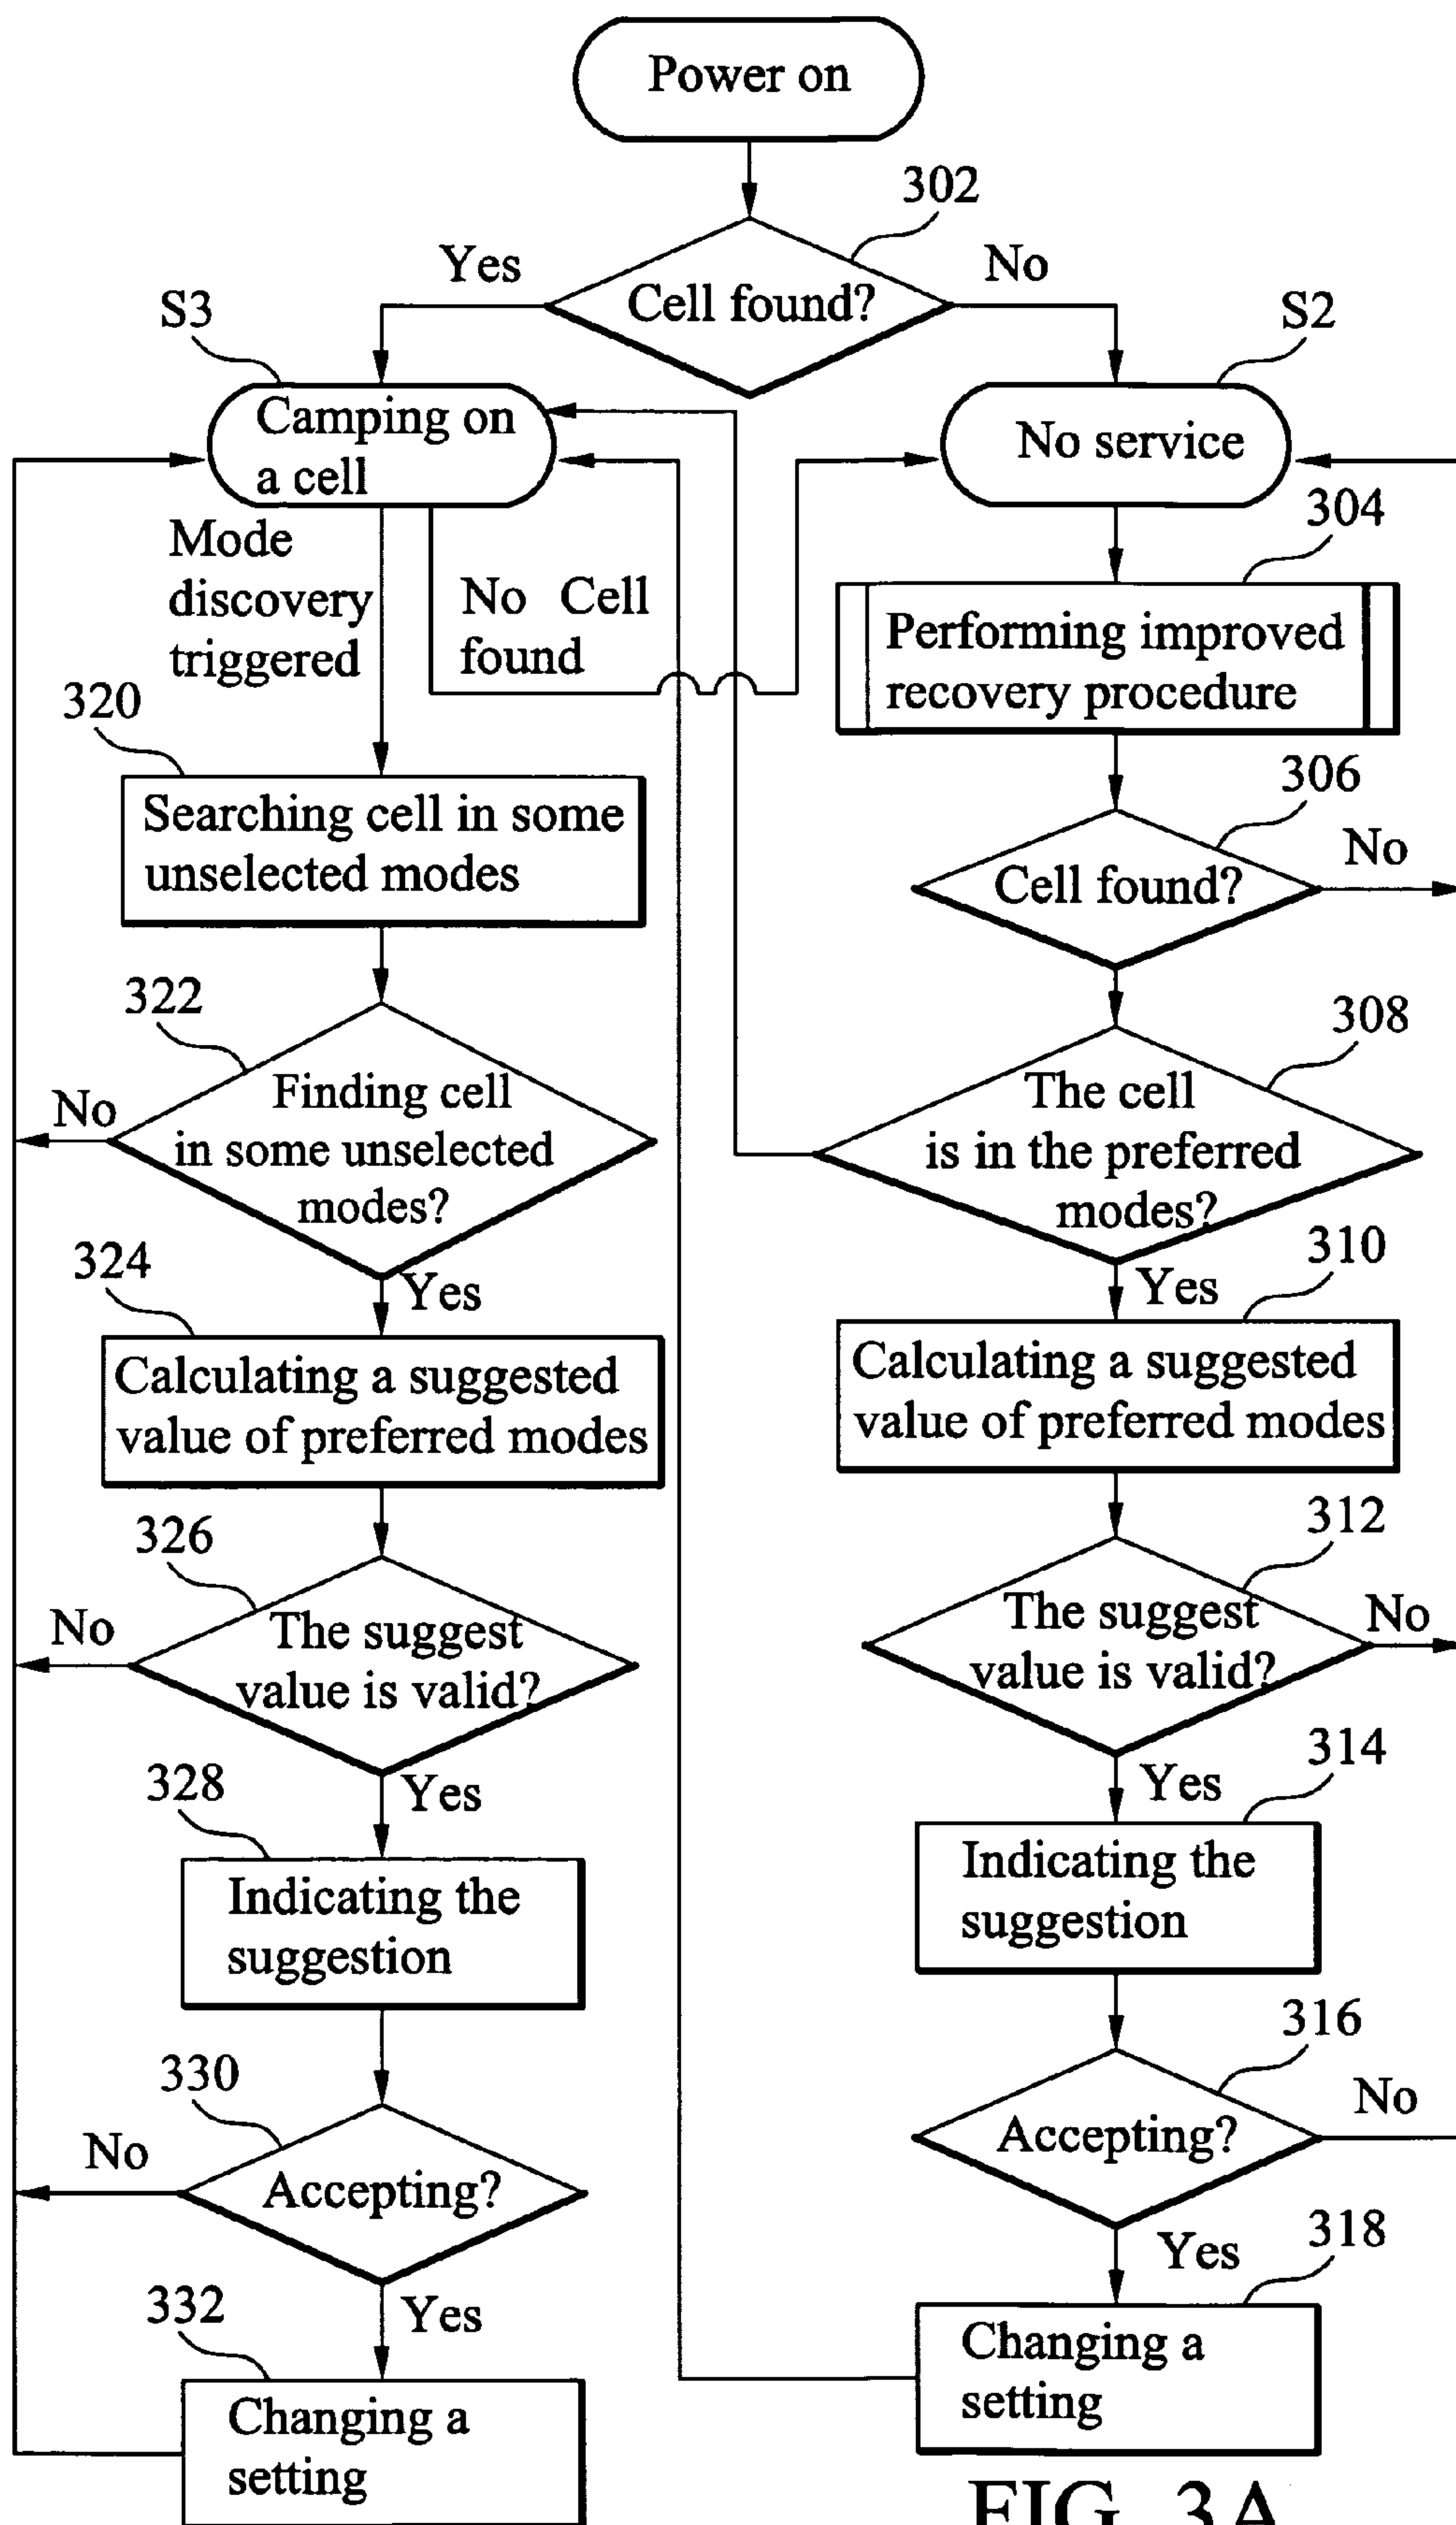 Power on
302
Yes
No
Cell found?
S3
S2
Camping on
a cell
No service
304
Mode
discovery
triggered
No Cell
found
Performing improved
recovery procedure
320
306
Searching cell in some
unselected modes
Cell found?
No
322
308
Finding cell
in some unselected
modes?
No
The cell
is in the preferred
modes?
324
Yes
310
Yes
Calculating a suggested
value of preferred modes
Calculating a suggested
value of preferred modes
326
312
No
The suggest
value is valid?
The suggest
value is valid?
No
328
Yes
314
Yes
Indicating the
suggestion
Indicating the
suggestion
330
316
No
Accepting?
Accepting?
No
332
Yes
318
Yes
Changing a
setting
Changing a
setting
FIG. 3A